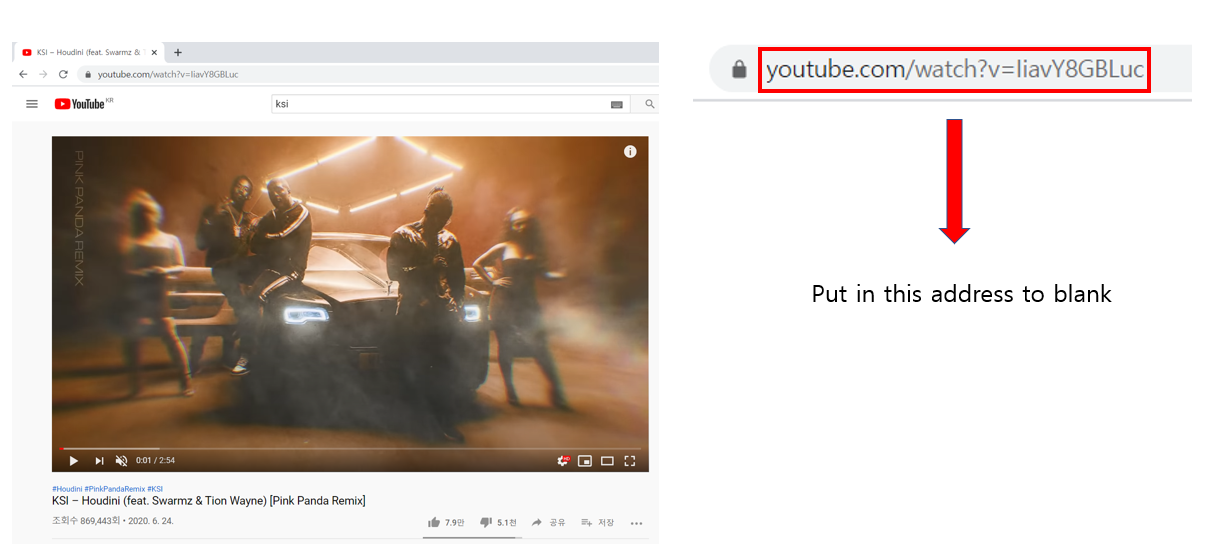 KSI – Houdini (feat. Swarmz &
youtube.com/watch?v=IiavY8GBLuc
YouTube KR
ksi
PINK PANDA REMIX
0:01 / 2:54
HD
#Houdini #PinkPandaRemix #KSI
KSI – Houdini (feat. Swarmz & Tion Wayne) [Pink Panda Remix]
조회수 869,443회 • 2020. 6. 24.
7.9만 5.1천 공유 저장
youtube.com/watch?v=IiavY8GBLuc
Put in this address to blank